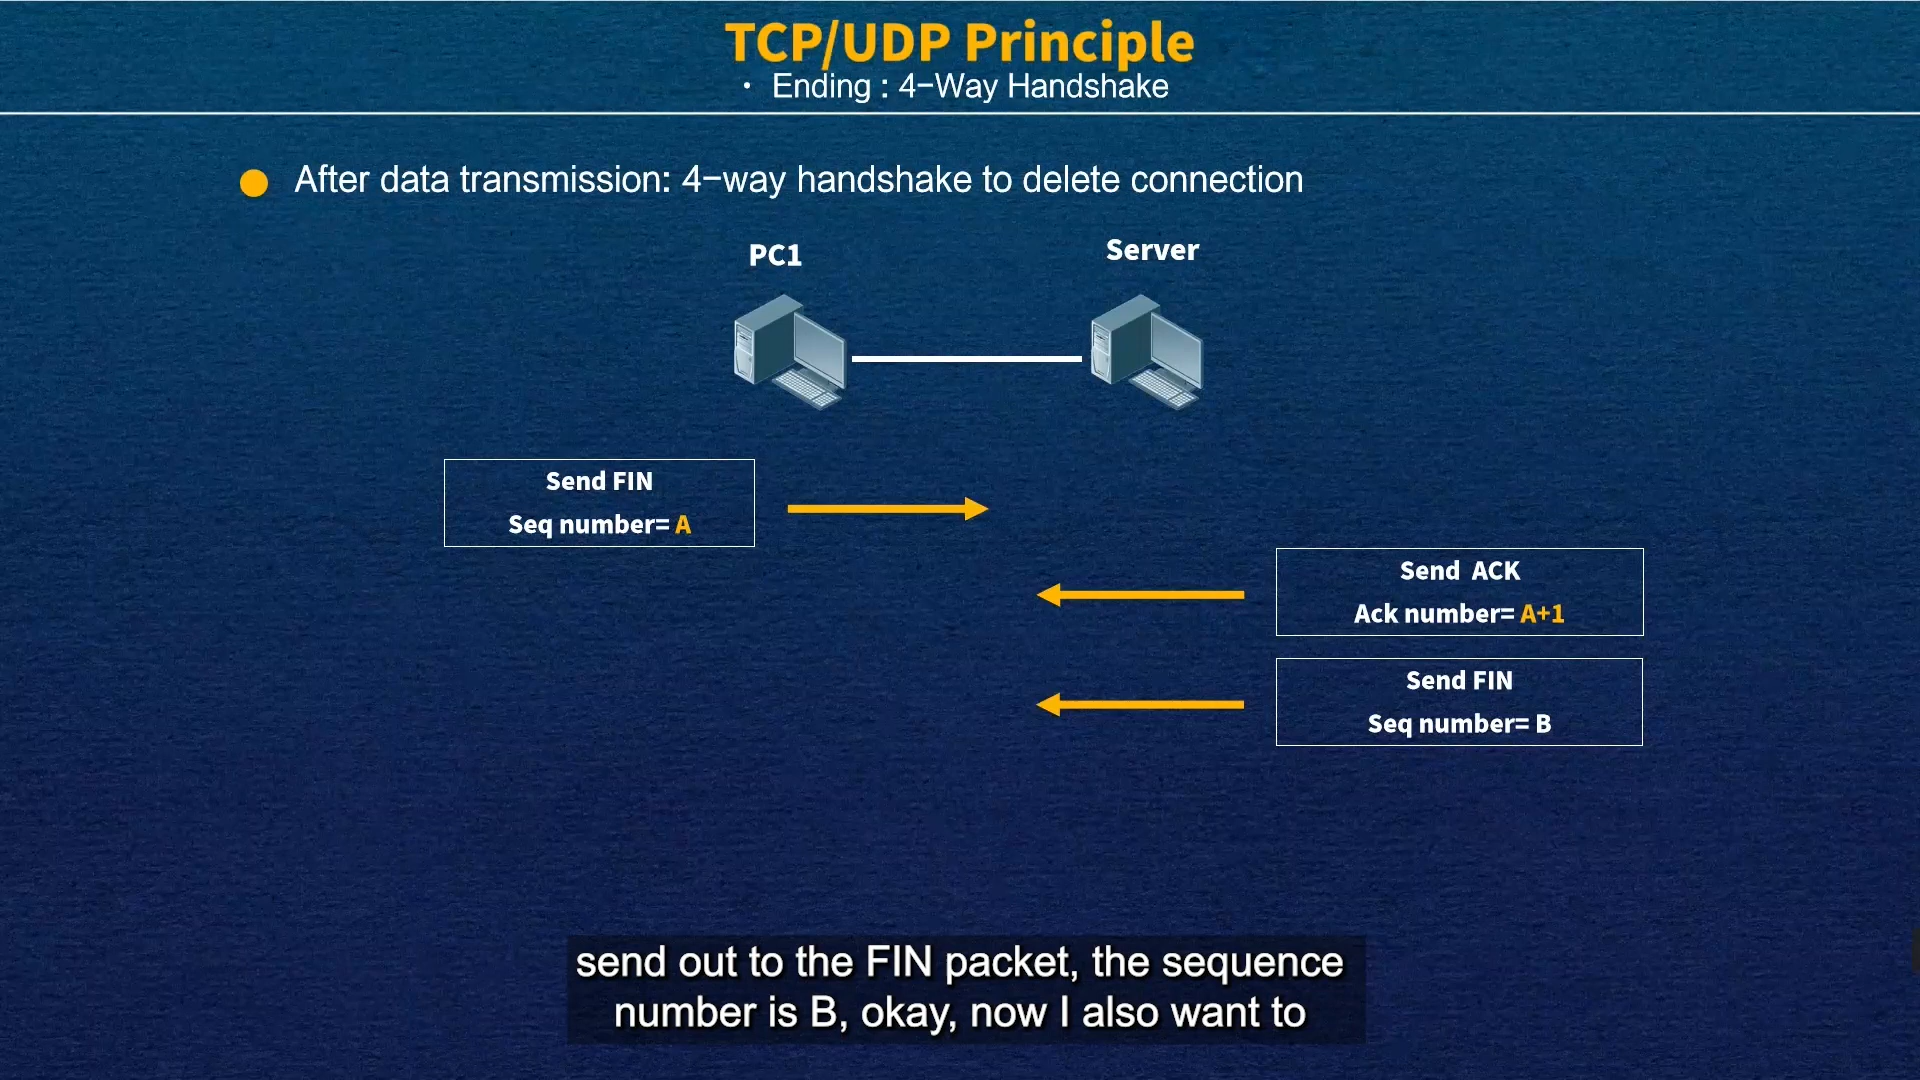 TCP/UDP Principle
• Ending : 4-Way Handshake
After data transmission: 4-way handshake to delete connection
PC1
Server
Send FIN
Seq number= A
Send ACK
Ack number= A+1
Send FIN
Seq number= B
send out to the FIN packet, the sequence
number is B, okay, now I also want to